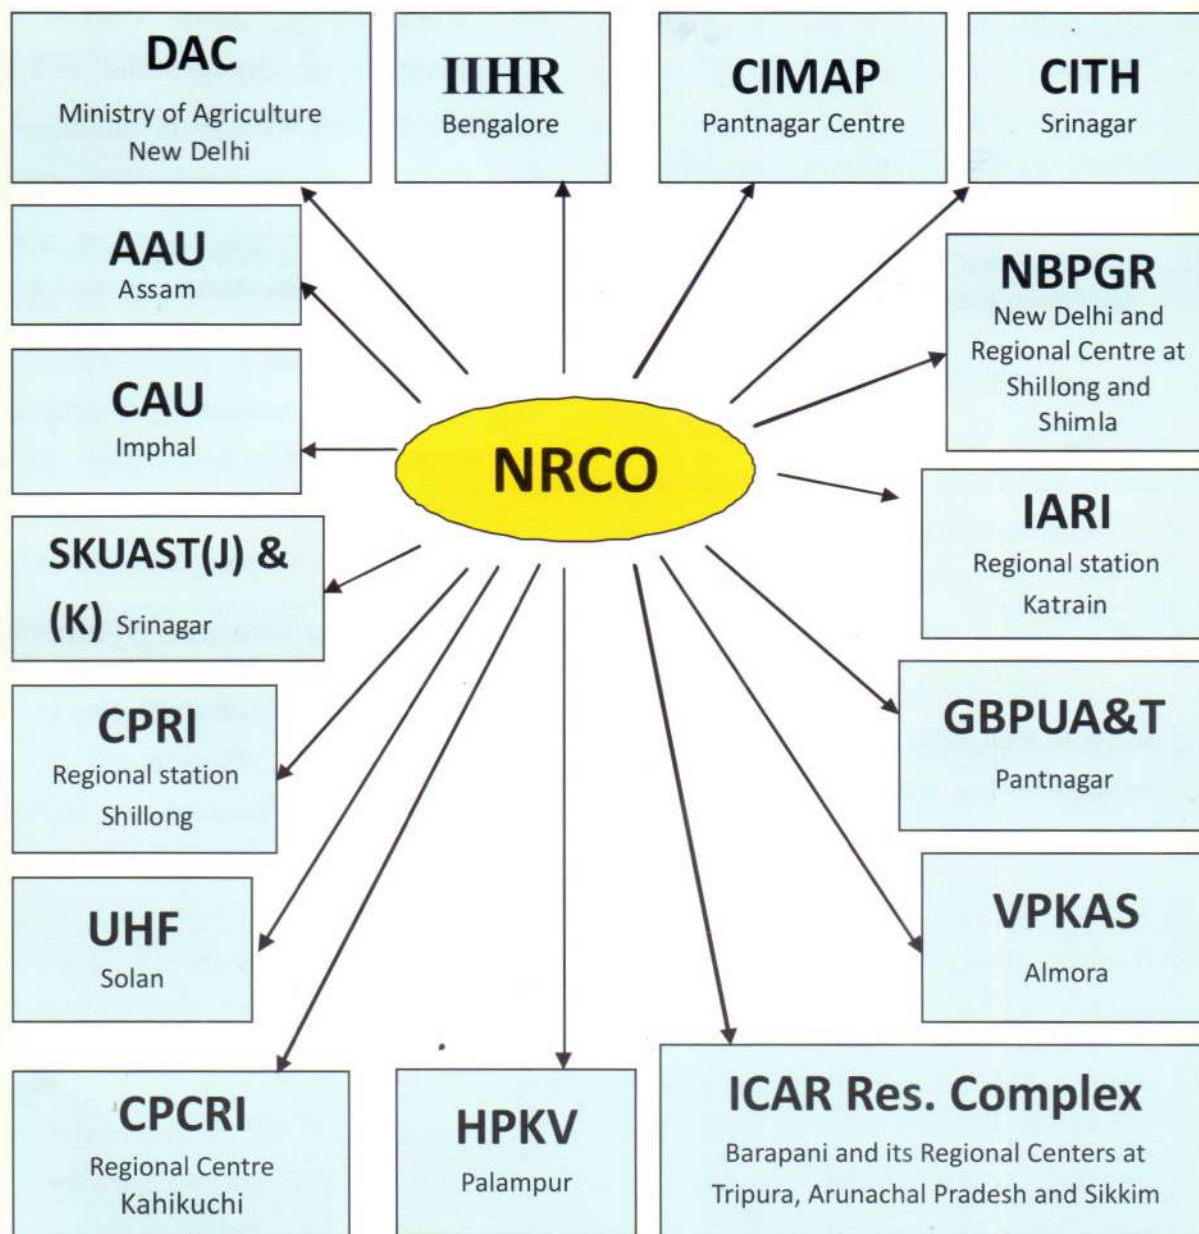 DAC
Ministry of Agriculture
New Delhi
IIHR
Bengalore
CIMAP
Pantnagar Centre
CITH
Srinagar
AAU
Assam
NBPGR
New Delhi and
Regional Centre at
Shillong and
Shimla
CAU
Imphal
NRCO
IARI
Regional station
Katrain
SKUAST(J) &
(K) Srinagar
CPRI
Regional station
Shillong
GBPUA&T
Pantnagar
UHF
Solan
VPKAS
Almora
CPCRI
Regional Centre
Kahikuchi
HPKV
Palampur
ICAR Res. Complex
Barapani and its Regional Centers at
Tripura, Arunachal Pradesh and Sikkim